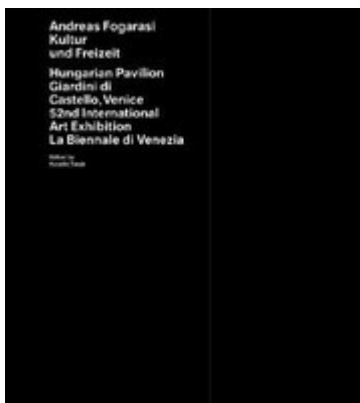 Andreas Fogarasi
Kultur
und Freizeit
Hungarian Pavilion
Giardini di
Castello, Venice
52nd International
Art Exhibition
La Biennale di Venezia
Edited by